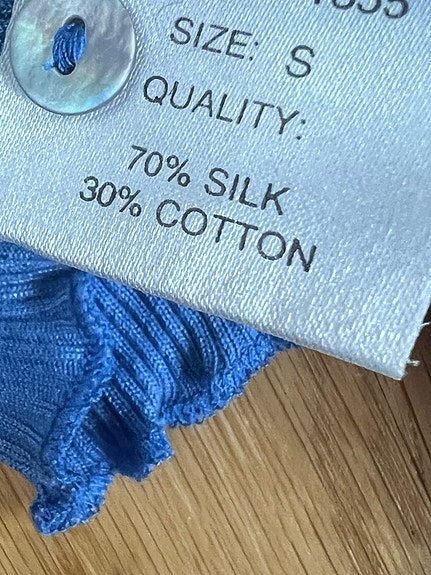 SIZE: S
QUALITY:
70% SILK
30% COTTON